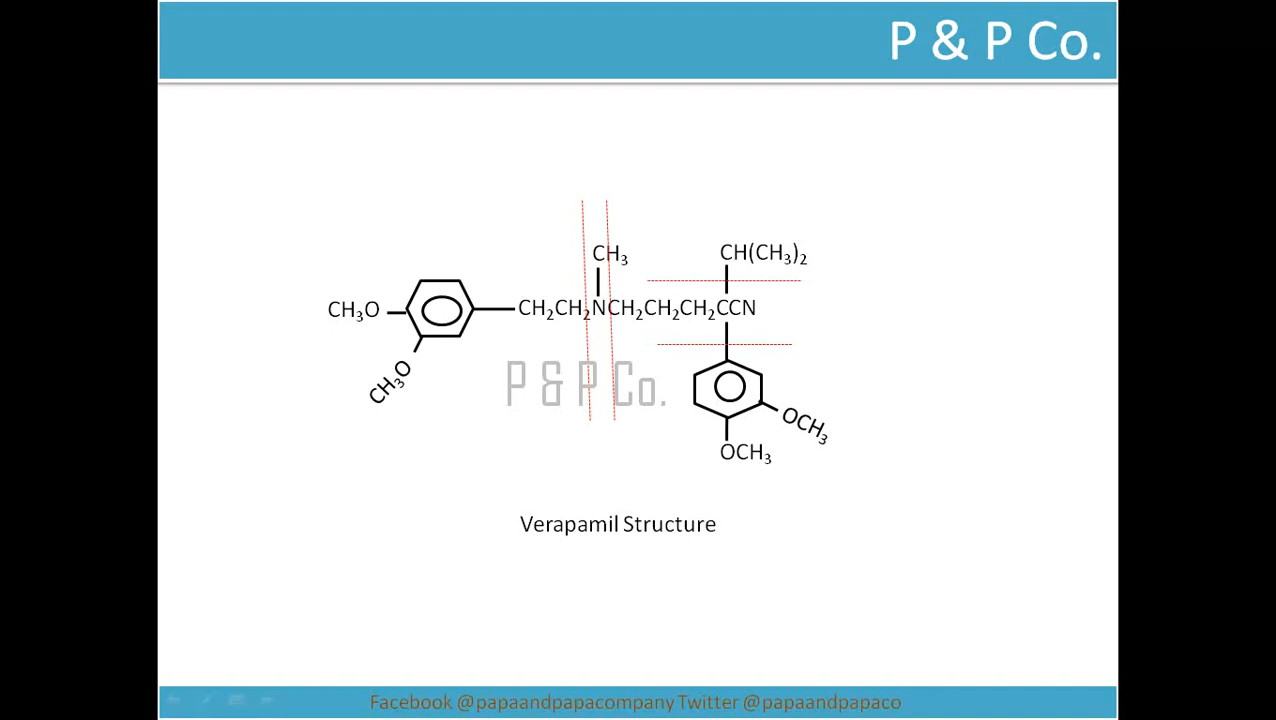 P & P Co.
CH₃
CH(CH₃)₂
CH₃O
CH₂CH₂NCH₂CH₂CH₂CCN
CH₃O
P & P Co.
OCH₃
OCH₃
Verapamil Structure
Facebook @papaandpapacompany Twitter @papaandpapaco